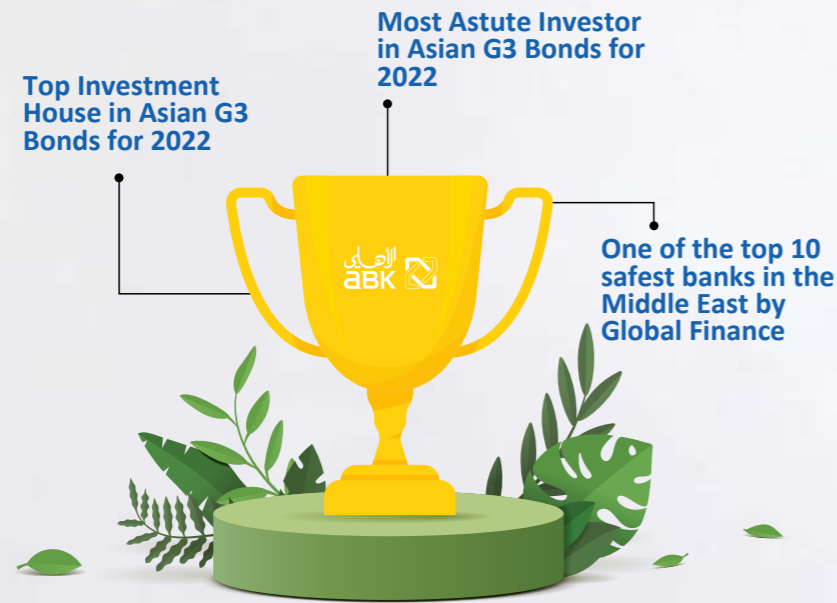 Most Astute Investor
in Asian G3 Bonds for
2022
Top Investment
House in Asian G3
Bonds for 2022
الأهلي
aBK
One of the top 10
safest banks in the
Middle East by
Global Finance